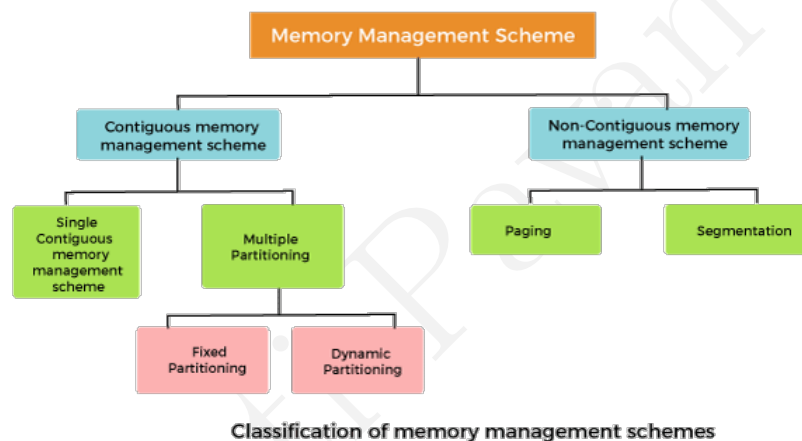 Memory Management Scheme
Contiguous memory
management scheme
Non-Contiguous memory
management scheme
Single
Contiguous
memory
management
scheme
Multiple
Partitioning
Paging
Segmentation
Fixed
Partitioning
Dynamic
Partitioning
Classification of memory management schemes